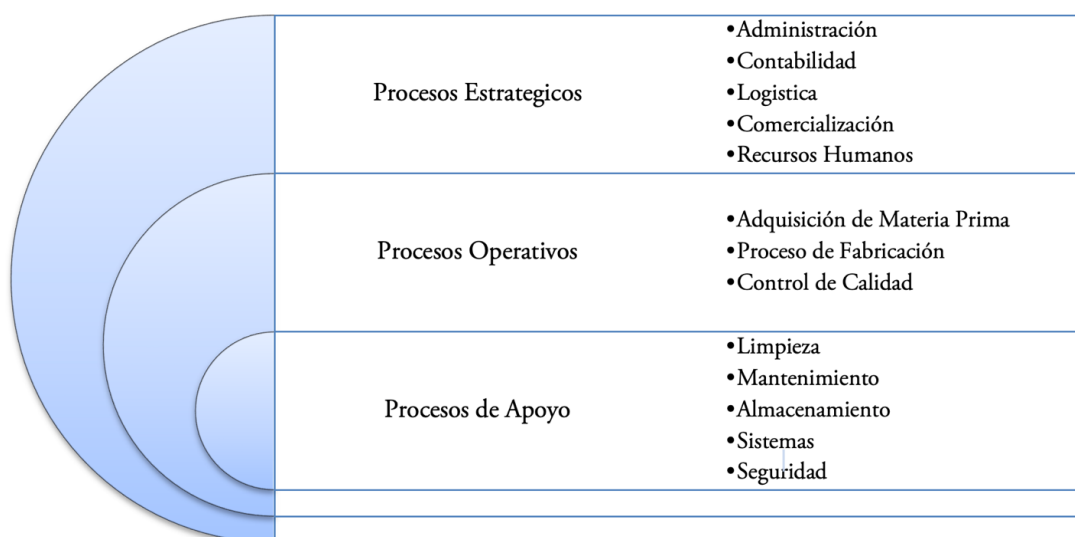 Procesos Estrategicos
•Administración
•Contabilidad
•Logistica
•Comercialización
•Recursos Humanos
Procesos Operativos
•Adquisición de Materia Prima
•Proceso de Fabricación
•Control de Calidad
Procesos de Apoyo
•Limpieza
•Mantenimiento
•Almacenamiento
•Sistemas
•Seguridad